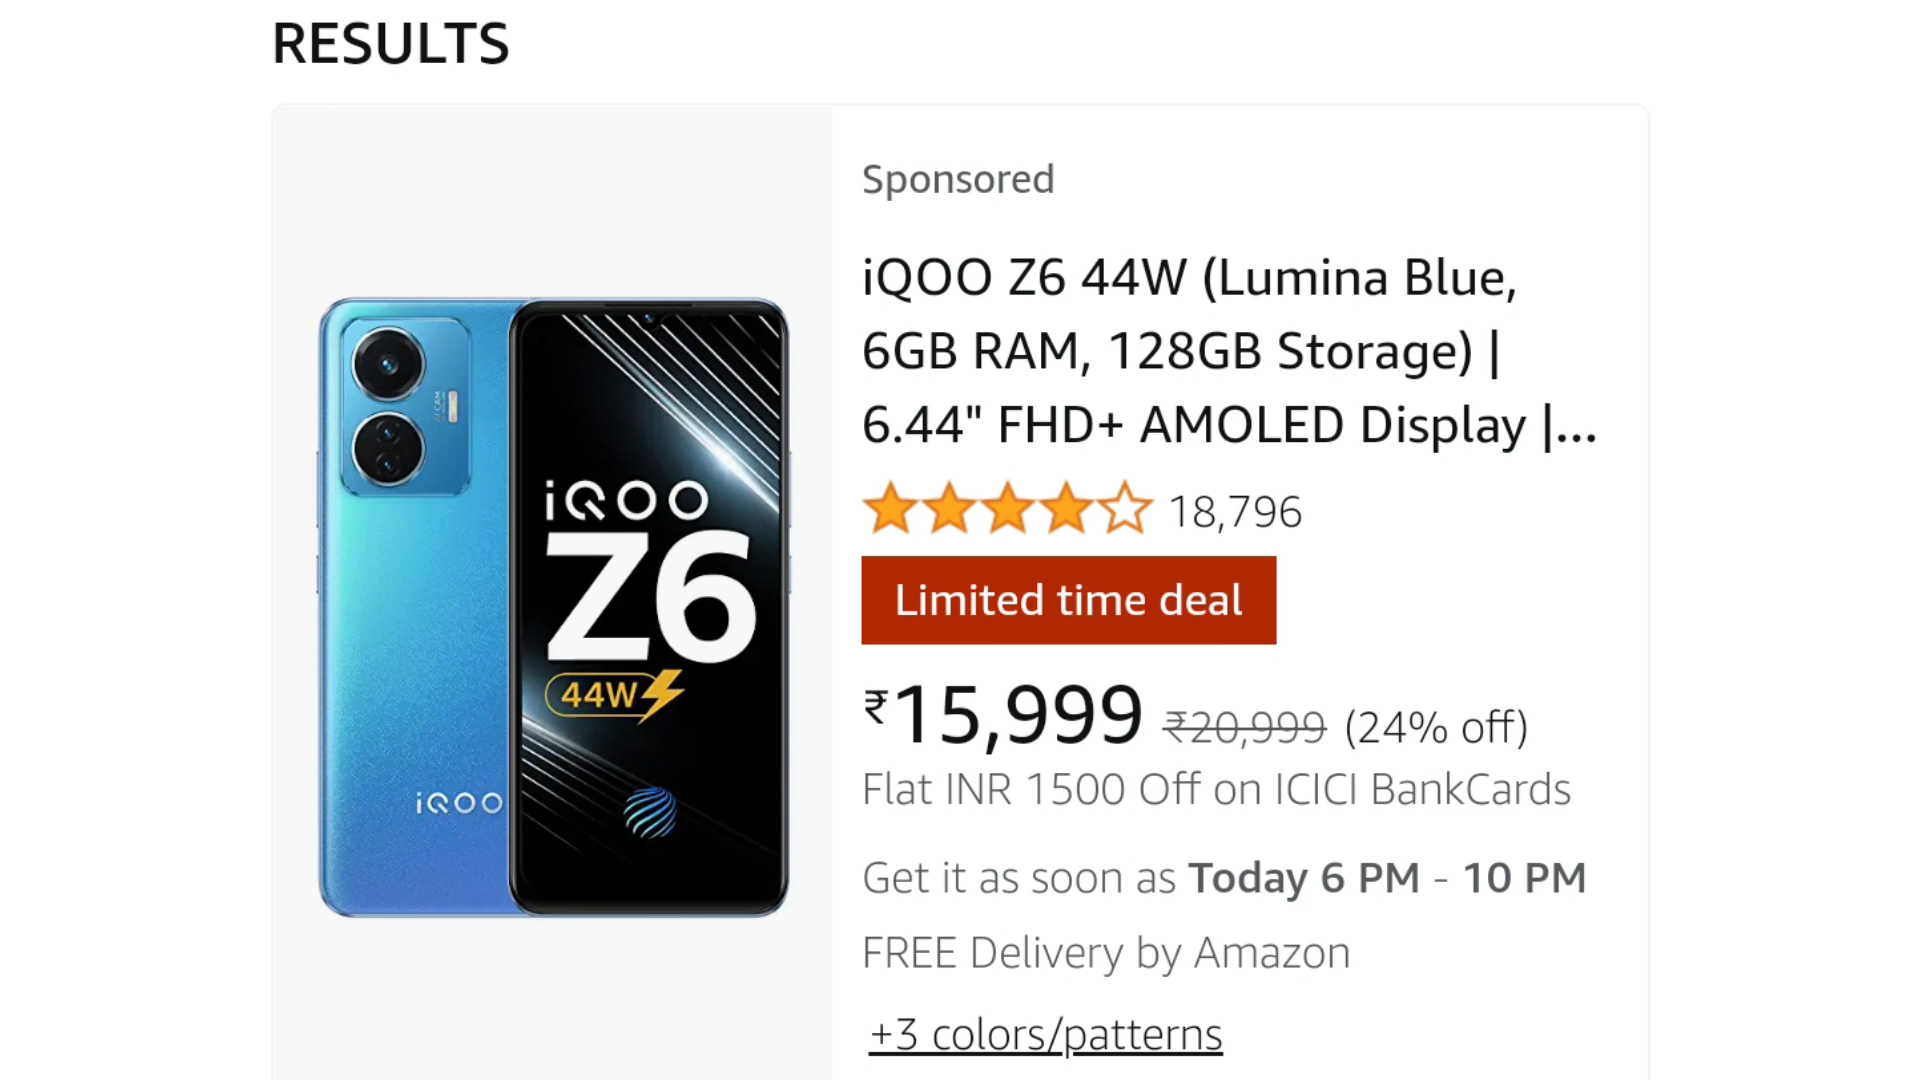 RESULTS
Sponsored
iQOO Z6 44W (Lumina Blue,
6GB RAM, 128GB Storage) |
6.44" FHD+ AMOLED Display |...
18,796
Limited time deal
₹15,999 ₹20,999 (24% off)
Flat INR 1500 Off on ICICI BankCards
Get it as soon as Today 6 PM - 10 PM
FREE Delivery by Amazon
+3 colors/patterns
AI CAM
iQOO
iQOO
Z6
44W